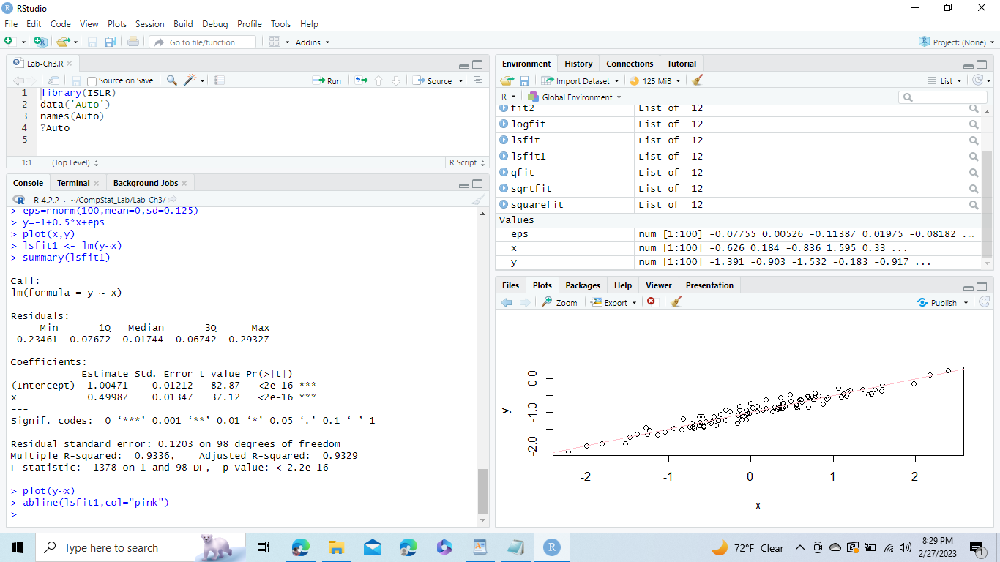 RStudio
File Edit Code View Plots Session Build Debug Profile Tools Help
Go to file/function Addins Project: (None)
Lab-Ch3.R
Source on Save Run Source
1 library(ISLR)
2 data('Auto')
3 names(Auto)
4 ?Auto
5
1:1 (Top Level) R Script
Console Terminal Background Jobs
R 4.2.2 · ~/CompStat_Lab/Lab-Ch3/
> eps=rnorm(100,mean=0,sd=0.125)
> y=-1+0.5*x+eps
> plot(x,y)
> lsfit1 <- lm(y~x)
> summary(lsfit1)
Call:
lm(formula = y ~ x)
Residuals:
Min 1Q Median 3Q Max
-0.23461 -0.07672 -0.01744 0.06742 0.29327
Coefficients:
Estimate Std. Error t value Pr(>|t|)
(Intercept) -1.00471 0.01212 -82.87 <2e-16 ***
x 0.49987 0.01347 37.12 <2e-16 ***
---
Signif. codes: 0 ‘***’ 0.001 ‘**’ 0.01 ‘*’ 0.05 ‘.’ 0.1 ‘ ’ 1
Residual standard error: 0.1203 on 98 degrees of freedom
Multiple R-squared: 0.9336, Adjusted R-squared: 0.9329
F-statistic: 1378 on 1 and 98 DF, p-value: < 2.2e-16
> plot(y~x)
> abline(lsfit1,col="pink")
>
Environment History Connections Tutorial
Import Dataset 125 MiB List
R Global Environment
fit2 List of 12
logfit List of 12
lsfit List of 12
lsfit1 List of 12
qfit List of 12
sqrtfit List of 12
squarefit List of 12
Values
eps num [1:100] -0.07755 0.00526 -0.11387 0.01975 -0.08182 ...
x num [1:100] -0.626 0.184 -0.836 1.595 0.33 ...
y num [1:100] -1.391 -0.903 -1.532 -0.183 -0.917 ...
Files Plots Packages Help Viewer Presentation
Zoom Export Publish
0.0
-1.0
-2.0
y
-2 -1 0 1 2
x
Type here to search
72°F Clear
8:29 PM
2/27/2023
1